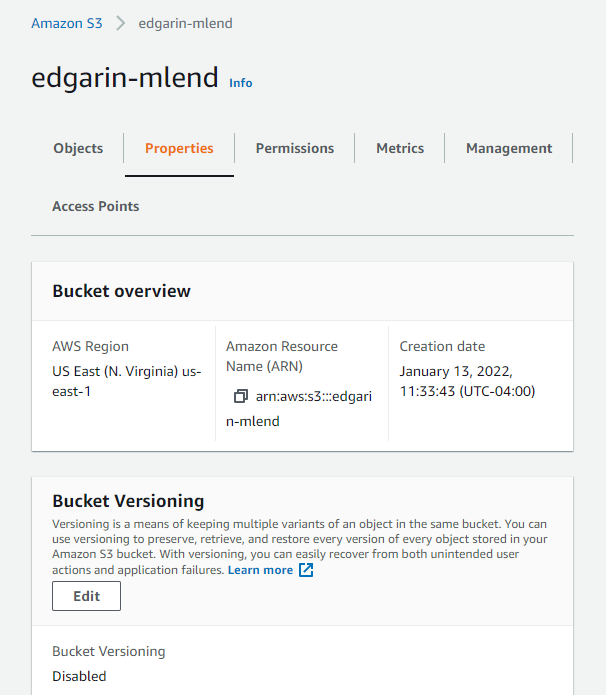 Amazon S3 > edgarin-mlend
edgarin-mlend Info
Objects Properties Permissions Metrics Management
Access Points
Bucket overview
AWS Region
US East (N. Virginia) us-
east-1
Amazon Resource
Name (ARN)
arn:aws:s3:::edgari
n-mlend
Creation date
January 13, 2022,
11:33:43 (UTC-04:00)
Bucket Versioning
Versioning is a means of keeping multiple variants of an object in the same bucket. You can
use versioning to preserve, retrieve, and restore every version of every object stored in your
Amazon S3 bucket. With versioning, you can easily recover from both unintended user
actions and application failures. Learn more
Edit
Bucket Versioning
Disabled